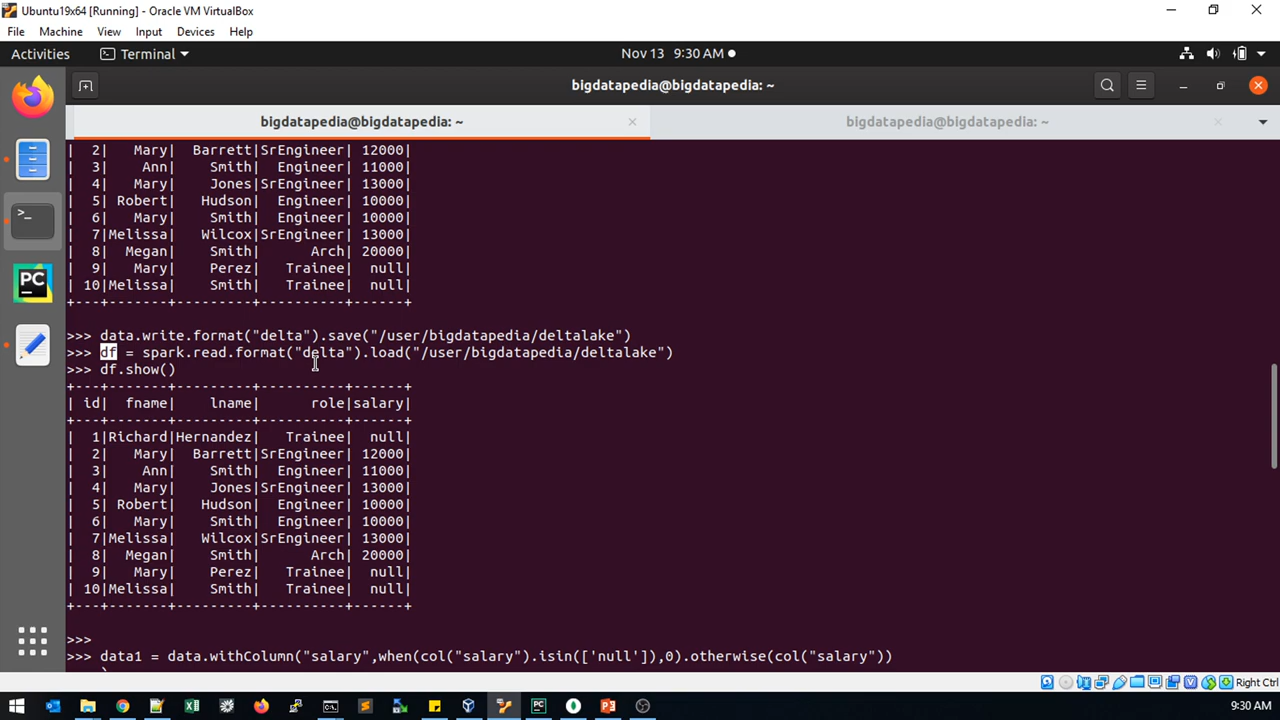 Ubuntu19x64 [Running] - Oracle VM VirtualBox
File Machine View Input Devices Help
Activities Terminal Nov 13 9:30 AM
bigdatapedia@bigdatapedia: ~
bigdatapedia@bigdatapedia: ~ bigdatapedia@bigdatapedia: ~
| 2| Mary| Barrett|SrEngineer| 12000|
| 3| Ann| Smith| Engineer| 11000|
| 4| Mary| Jones|SrEngineer| 13000|
| 5| Robert| Hudson| Engineer| 10000|
| 6| Mary| Smith| Engineer| 10000|
| 7|Melissa| Wilcox|SrEngineer| 13000|
| 8| Megan| Smith| Arch| 20000|
| 9| Mary| Perez| Trainee| null|
| 10|Melissa| Smith| Trainee| null|
+---+-------+---------+----------+------+
>>> data.write.format("delta").save("/user/bigdatapedia/deltalake")
>>> df = spark.read.format("delta").load("/user/bigdatapedia/deltalake")
>>> df.show()
+---+-------+---------+----------+------+
| id| fname| lname| role|salary|
+---+-------+---------+----------+------+
| 1|Richard|Hernandez| Trainee| null|
| 2| Mary| Barrett|SrEngineer| 12000|
| 3| Ann| Smith| Engineer| 11000|
| 4| Mary| Jones|SrEngineer| 13000|
| 5| Robert| Hudson| Engineer| 10000|
| 6| Mary| Smith| Engineer| 10000|
| 7|Melissa| Wilcox|SrEngineer| 13000|
| 8| Megan| Smith| Arch| 20000|
| 9| Mary| Perez| Trainee| null|
| 10|Melissa| Smith| Trainee| null|
+---+-------+---------+----------+------+
>>>
>>> data1 = data.withColumn("salary",when(col("salary").isin(['null']),0).otherwise(col("salary"))
Right Ctrl
9:30 AM